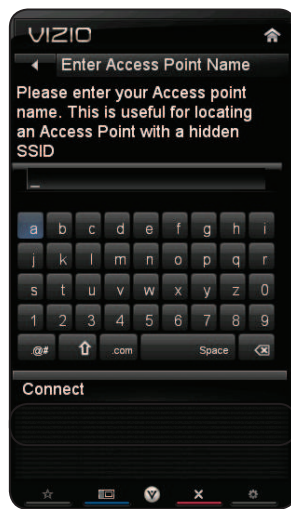 VIZIO
Enter Access Point Name
Please enter your Access point
name. This is useful for locating
an Access Point with a hidden
SSID
_
a b c d e f g h i
j k l m n o p q r
s t u v w x y z 0
1 2 3 4 5 6 7 8 9
.@# .com Space
Connect
V